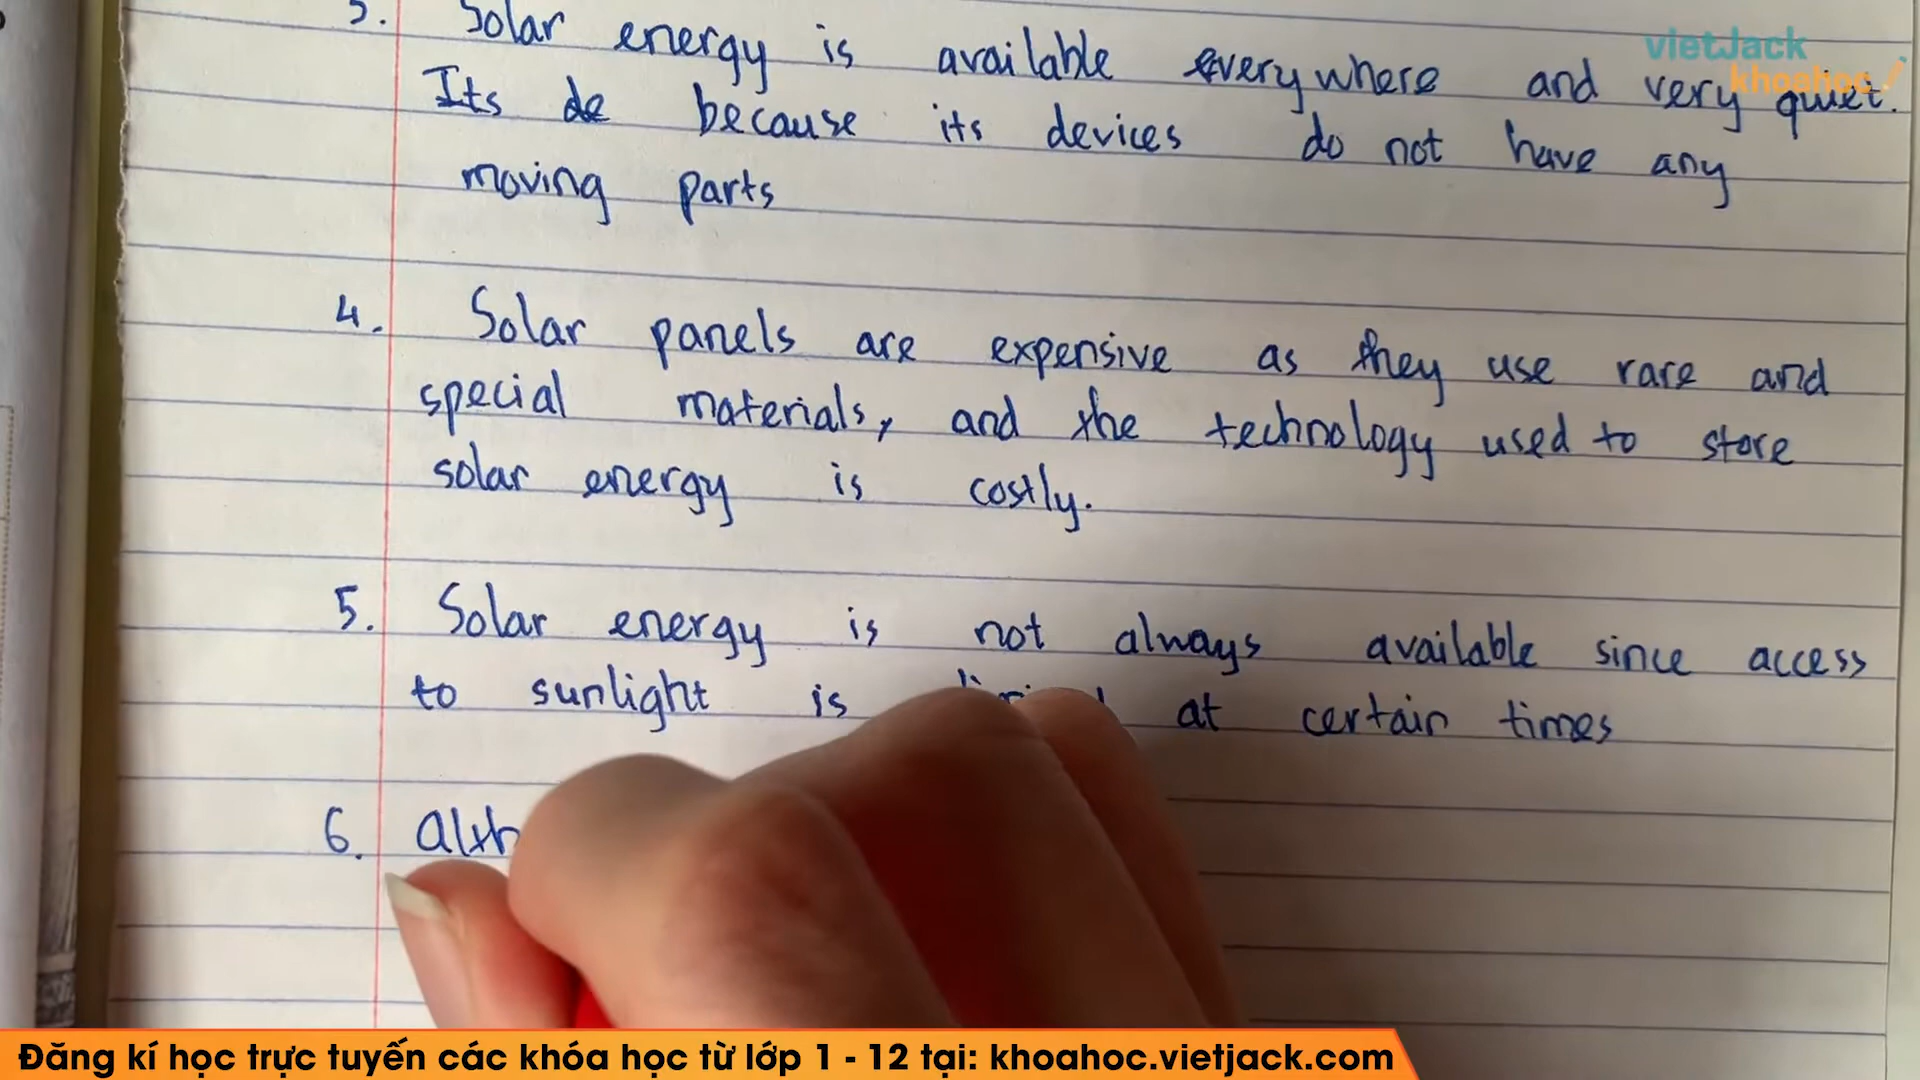 3. Solar energy is available everywhere and very quiet.
Its de because its devices do not have any
moving parts
4. Solar panels are expensive as they use rare and
special materials, and the technology used to store
solar energy is costly.
5. Solar energy is not always available since access
to sunlight is at certain times
6. alth
vietJack
khoahoc
Đăng kí học trực tuyến các khóa học từ lớp 1 - 12 tại: khoahoc.vietjack.com